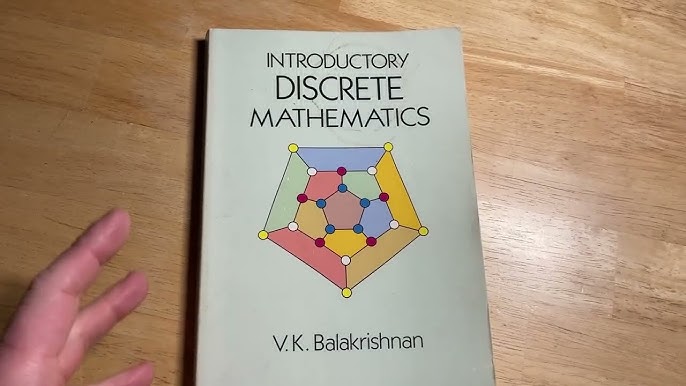 INTRODUCTORY
DISCRETE
MATHEMATICS
V.K. Balakrishnan